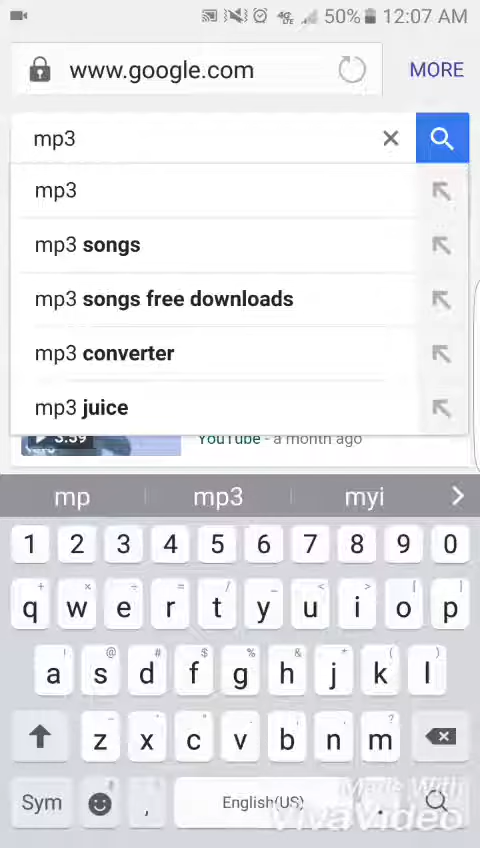 4G LTE 50% 12:07 AM
www.google.com MORE
mp3
mp3
mp3 songs
mp3 songs free downloads
mp3 converter
mp3 juice
3:59
YouTube - a month ago
mp mp3 myi
1 2 3 4 5 6 7 8 9 0
q w e r t y u i o p
a s d f g h j k l
z x c v b n m
Sym , English(US) .
Made With
VivaVideo